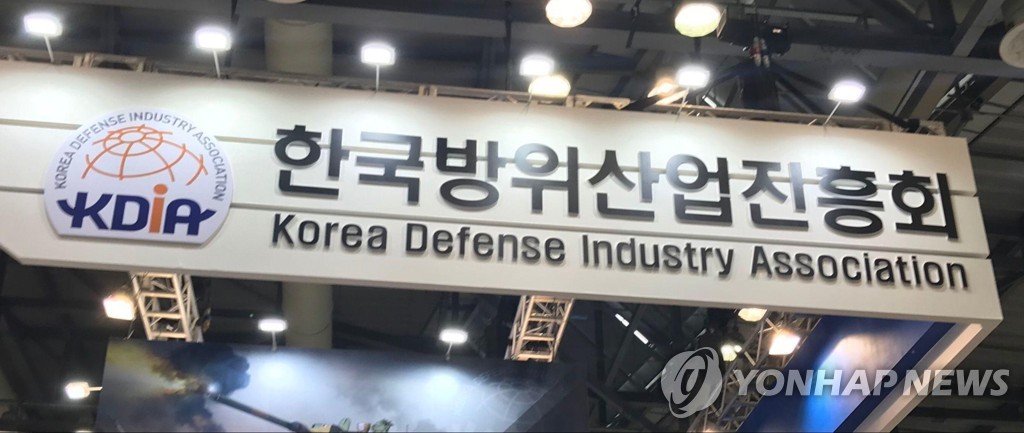 KOREA DEFENSE INDUSTRY ASSOCIATION
KDiA
한국방위산업진흥회
Korea Defense Industry Association
YONHAP NEWS